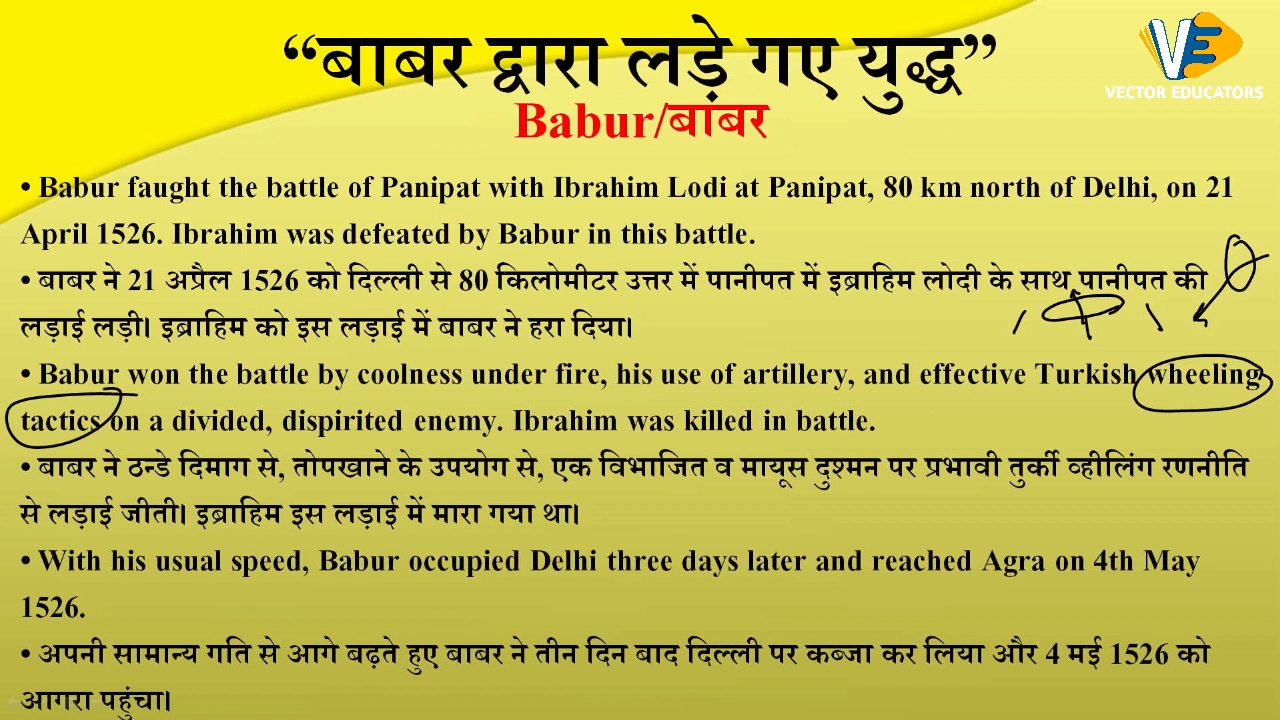 “बाबर द्वारा लड़े गए युद्ध”
VE
VECTOR EDUCATORS
Babur/बाबर
• Babur faught the battle of Panipat with Ibrahim Lodi at Panipat, 80 km north of Delhi, on 21
April 1526. Ibrahim was defeated by Babur in this battle.
• बाबर ने 21 अप्रैल 1526 को दिल्ली से 80 किलोमीटर उत्तर में पानीपत में इब्राहिम लोदी के साथ पानीपत की
लड़ाई लड़ी। इब्राहिम को इस लड़ाई में बाबर ने हरा दिया।
• Babur won the battle by coolness under fire, his use of artillery, and effective Turkish wheeling
tactics on a divided, dispirited enemy. Ibrahim was killed in battle.
• बाबर ने ठन्डे दिमाग से, तोपखाने के उपयोग से, एक विभाजित व मायूस दुश्मन पर प्रभावी तुर्की व्हीलिंग रणनीति
से लड़ाई जीती। इब्राहिम इस लड़ाई में मारा गया था।
• With his usual speed, Babur occupied Delhi three days later and reached Agra on 4th May
1526.
• अपनी सामान्य गति से आगे बढ़ते हुए बाबर ने तीन दिन बाद दिल्ली पर कब्जा कर लिया और 4 मई 1526 को
आगरा पहुंचा।